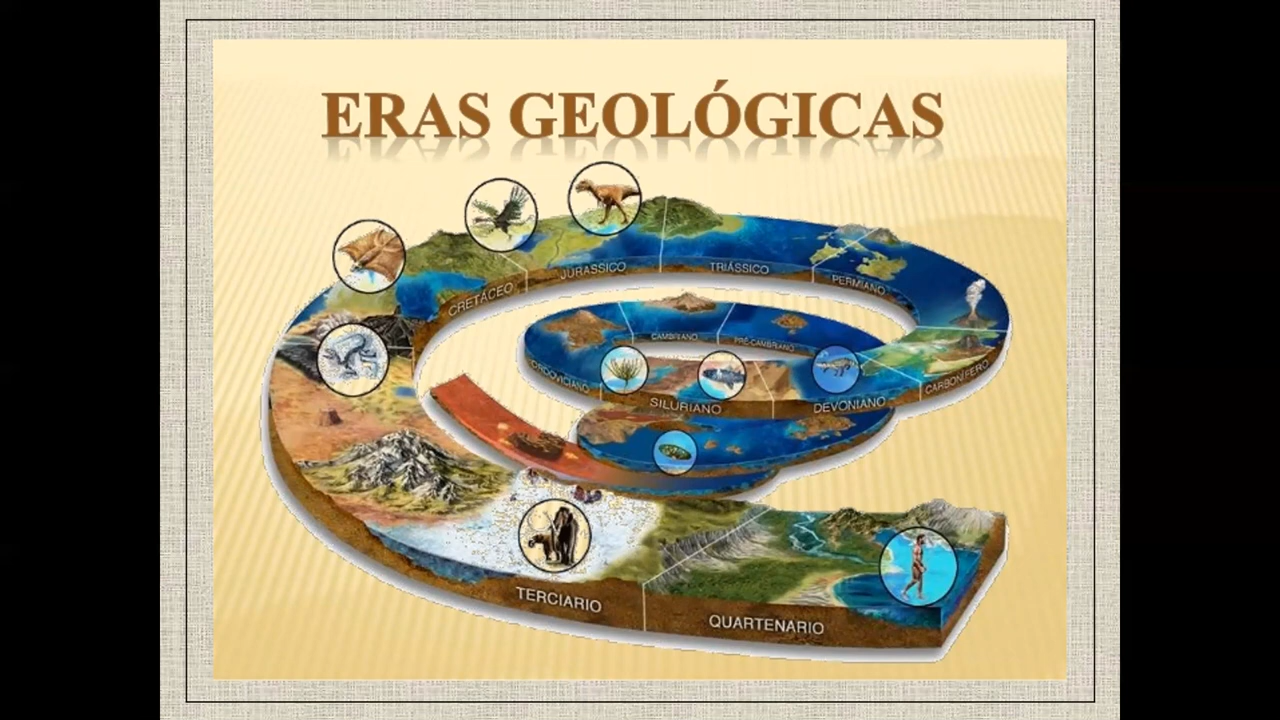 ERAS GEOLÓGICAS
CRETÁCEO
JURÁSSICO
TRIÁSSICO
PERMIANO
CAMBRIANO
PRÉ-CAMBRIANO
ORDOVICIANO
SILURIANO
DEVONIANO
CARBONÍFERO
TERCIARIO
QUARTENARIO